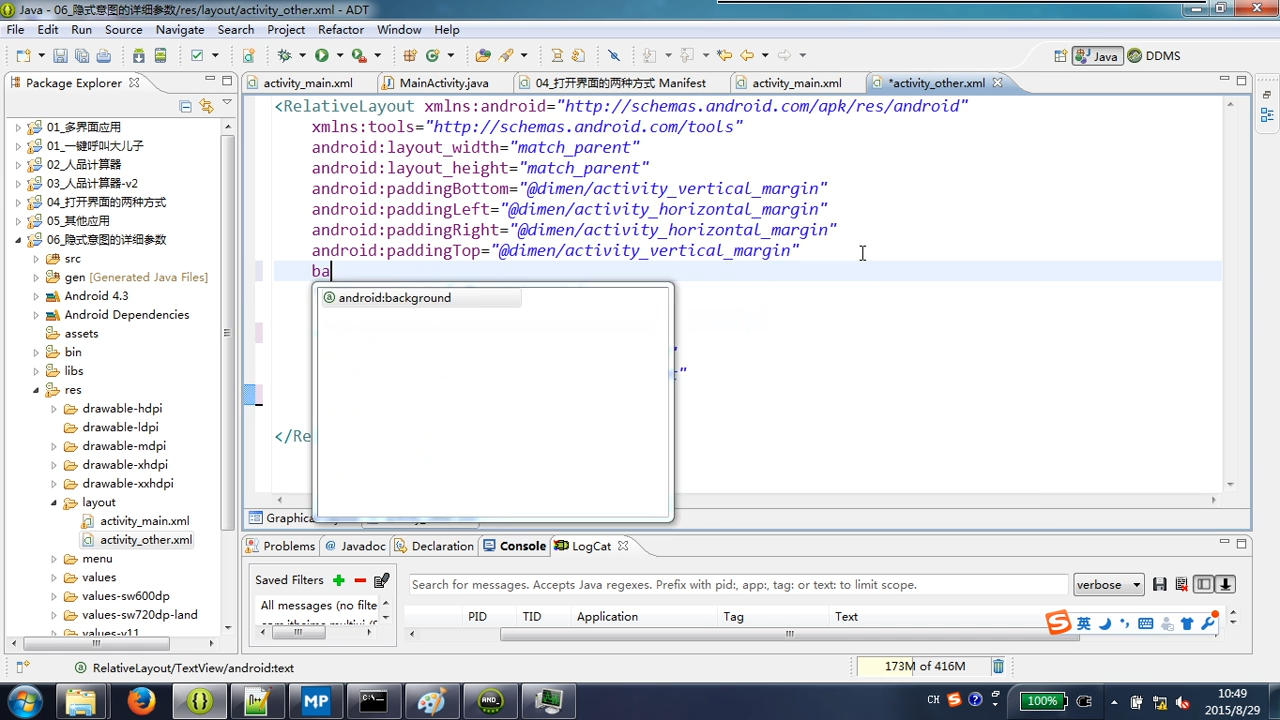 Java - 06_隐式意图的详细参数/res/layout/activity_other.xml - ADT
File Edit Source Navigate Search Project Refactor Window Help
Java DDMS
Package Explorer
activity_main.xml MainActivity.java 04_打开界面的两种方式 Manifest activity_main.xml *activity_other.xml
01_多界面应用
01_一键呼叫大儿子
02_人品计算器
03_人品计算器-v2
04_打开界面的两种方式
05_其他应用
06_隐式意图的详细参数
src
gen [Generated Java Files]
Android 4.3
Android Dependencies
assets
bin
libs
res
drawable-hdpi
drawable-ldpi
drawable-mdpi
drawable-xhdpi
drawable-xxhdpi
layout
activity_main.xml
activity_other.xml
menu
values
values-sw600dp
values-sw720dp-land
values-v11
<RelativeLayout xmlns:android="http://schemas.android.com/apk/res/android"
xmlns:tools="http://schemas.android.com/tools"
android:layout_width="match_parent"
android:layout_height="match_parent"
android:paddingBottom="@dimen/activity_vertical_margin"
android:paddingLeft="@dimen/activity_horizontal_margin"
android:paddingRight="@dimen/activity_horizontal_margin"
android:paddingTop="@dimen/activity_vertical_margin"
ba
android:background
"
"
</Re
Graphical
Problems Javadoc Declaration Console LogCat
Saved Filters
Search for messages. Accepts Java regexes. Prefix with pid:, app:, tag: or text: to limit scope.
verbose
All messages (no filte
PID TID Application Tag Text
英
RelativeLayout/TextView/android:text
173M of 416M
MP
CH
100%
10:49
2015/8/29